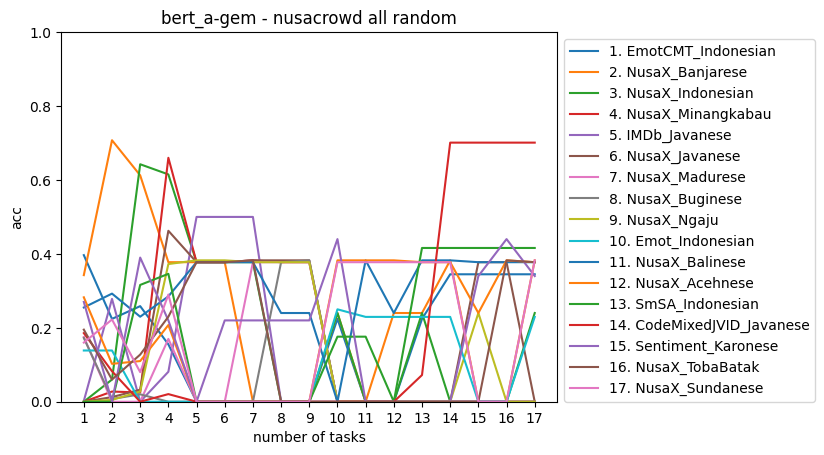 bert_a-gem - nusacrowd all random
1.0
0.8
0.6
0.4
0.2
0.0
acc
1 2 3 4 5 6 7 8 9 10 11 12 13 14 15 16 17
number of tasks
1. EmotCMT_Indonesian
2. NusaX_Banjarese
3. NusaX_Indonesian
4. NusaX_Minangkabau
5. IMDb_Javanese
6. NusaX_Javanese
7. NusaX_Madurese
8. NusaX_Buginese
9. NusaX_Ngaju
10. Emot_Indonesian
11. NusaX_Balinese
12. NusaX_Acehnese
13. SmSA_Indonesian
14. CodeMixedJVID_Javanese
15. Sentiment_Karonese
16. NusaX_TobaBatak
17. NusaX_Sundanese